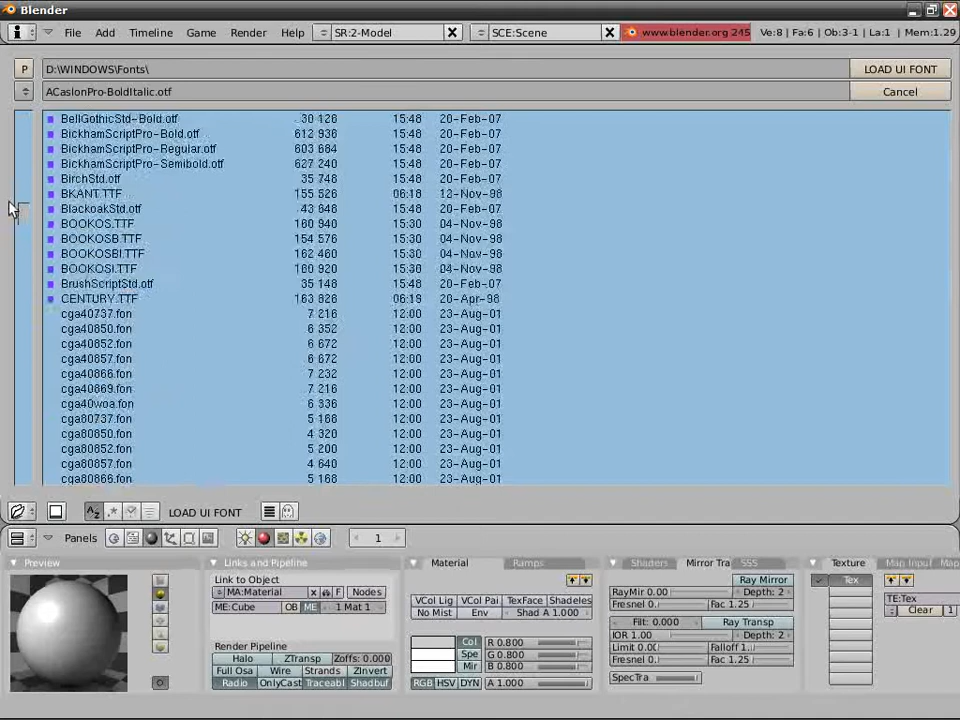 Blender
File Add Timeline Game Render Help SR:2-Model SCE:Scene www.blender.org 245 Ve:8 | Fa:6 | Ob:3-1 | La:1 | Mem:1.29
P D:\WINDOWS\Fonts\ LOAD UI FONT
ACaslonPro-BoldItalic.otf Cancel
BellGothicStd-Bold.otf 30 126 15:48 20-Feb-07
BickhamScriptPro-Bold.otf 612 936 15:48 20-Feb-07
BickhamScriptPro-Regular.otf 603 684 15:48 20-Feb-07
BickhamScriptPro-Semibold.otf 627 240 15:48 20-Feb-07
BirchStd.otf 35 748 15:48 20-Feb-07
BKANT.TTF 155 526 06:18 12-Nov-98
BlackoakStd.otf 43 648 15:48 20-Feb-07
BOOKOS.TTF 160 940 15:30 04-Nov-98
BOOKOSB.TTF 154 576 15:30 04-Nov-98
BOOKOSBI.TTF 162 460 15:30 04-Nov-98
BOOKOSI.TTF 160 920 15:30 04-Nov-98
BrushScriptStd.otf 35 148 15:48 20-Feb-07
CENTURY.TTF 163 826 06:18 20-Apr-98
cga40737.fon 7 216 12:00 23-Aug-01
cga40850.fon 6 352 12:00 23-Aug-01
cga40852.fon 6 672 12:00 23-Aug-01
cga40857.fon 6 672 12:00 23-Aug-01
cga40866.fon 7 232 12:00 23-Aug-01
cga40869.fon 7 216 12:00 23-Aug-01
cga40woa.fon 6 336 12:00 23-Aug-01
cga80737.fon 5 168 12:00 23-Aug-01
cga80850.fon 4 320 12:00 23-Aug-01
cga80852.fon 5 200 12:00 23-Aug-01
cga80857.fon 4 640 12:00 23-Aug-01
cga80866.fon 5 168 12:00 23-Aug-01
LOAD UI FONT
Panels 1
Preview Links and Pipeline Material Ramps Shaders Mirror Tra SSS Texture Map Input
Link to Object
MA:Material F Nodes
ME:Cube OB ME 1 Mat 1
Render Pipeline
Halo ZTransp Zoffs: 0.000
Full Osa Wire Strands ZInvert
Radio OnlyCast Traceabl Shadbuf
VCol Lig VCol Pai TexFace Shadeles
No Mist Env Shad A 1.000
Col R 0.800
Spe G 0.800
Mir B 0.800
RGB HSV DYN A 1.000
Ray Mirror
RayMir 0.00 Depth: 2
Fresnel 0. Fac 1.25
Filt: 0.000 Ray Transp
IOR 1.00 Depth: 2
Limit 0.0 Falloff 1.
Fresnel 0. Fac 1.25
SpecTra
Tex
TE:Tex
Clear 1